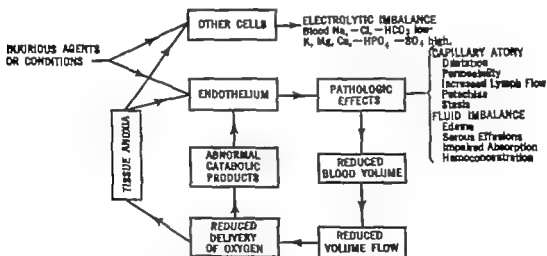 OTHER CELLS
ELECTROLYTIC IMBALANCE
Blood Na, – Cl, – HCO3 low
K, Mg, Ca, – HPO4 – SO4 high.
INJURIOUS AGENTS
OR CONDITIONS
ENDOTHELIUM
PATHOLOGIC
EFFECTS
CAPILLARY ATONY
Dilatation
Permeability
Increased Lymph Flow
Petechiae
Stasis
FLUID IMBALANCE
Edema
Serous Effusions
Impaired Absorption
Hemoconcentration
TISSUE ANOXIA
ABNORMAL
CATABOLIC
PRODUCTS
REDUCED
BLOOD VOLUME
REDUCED
DELIVERY
OF OXYGEN
REDUCED
VOLUME FLOW